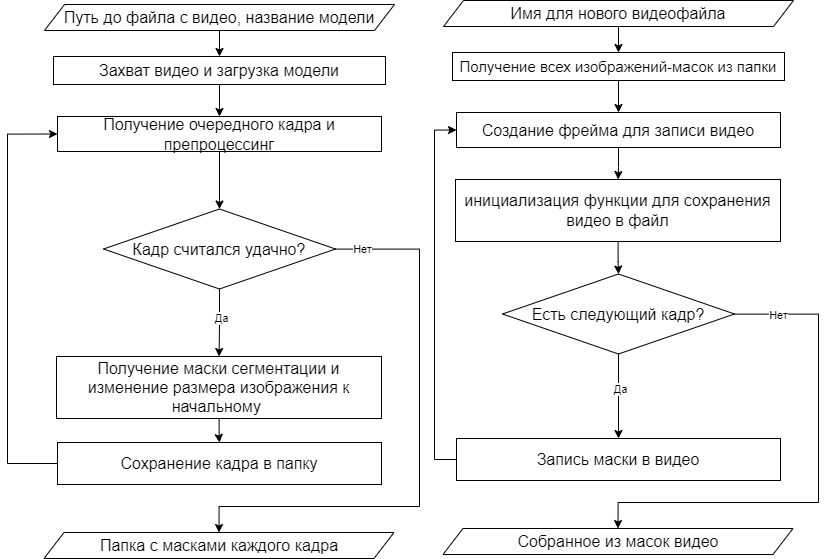 Путь до файла с видео, название модели
Захват видео и загрузка модели
Получение очередного кадра и
препроцессинг
Кадр считался удачно?
Нет
Да
Получение маски сегментации и
изменение размера изображения к
начальному
Сохранение кадра в папку
Папка с масками каждого кадра
Имя для нового видеофайла
Получение всех изображений-масок из папки
Создание фрейма для записи видео
инициализация функции для сохранения
видео в файл
Есть следующий кадр?
Нет
Да
Запись маски в видео
Собранное из масок видео